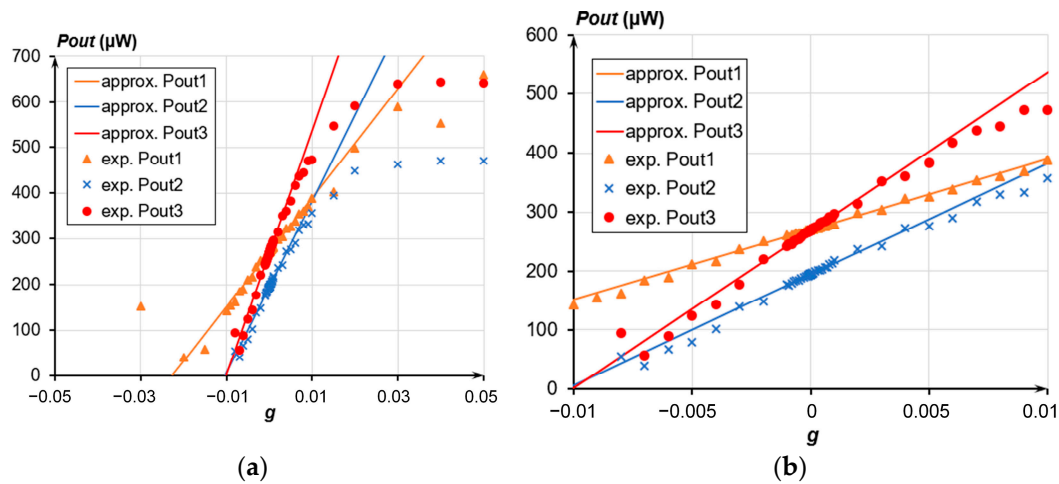 Pout (μW)
700
600
500
400
300
200
100
0
approx. Pout1
approx. Pout2
approx. Pout3
exp. Pout1
exp. Pout2
exp. Pout3
−0.05 −0.03 −0.01 0.01 0.03 0.05
g
(a)
Pout (μW)
600
500
400
300
200
100
0
approx. Pout1
approx. Pout2
approx. Pout3
exp. Pout1
exp. Pout2
exp. Pout3
−0.01 −0.005 0 0.005 0.01
g
(b)